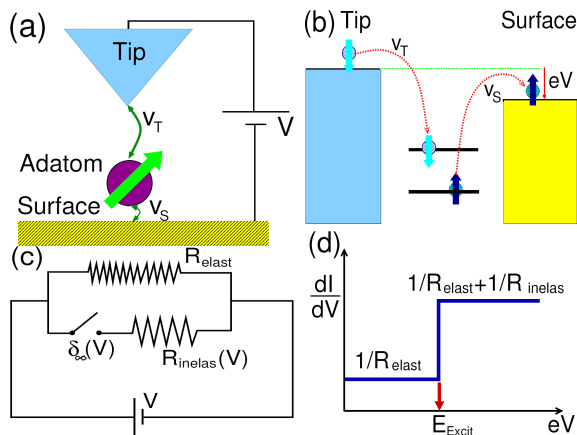 (a)
Tip
V_T
Adatom
Surface
V_S
V
(b)
Tip
Surface
V_T
V_S
eV
(c)
R_elast
δ_∞(V)
R_inelas(V)
V
(d)
dI
dV
1/R_elast+1/R_inelas
1/R_elast
E_Excit
eV